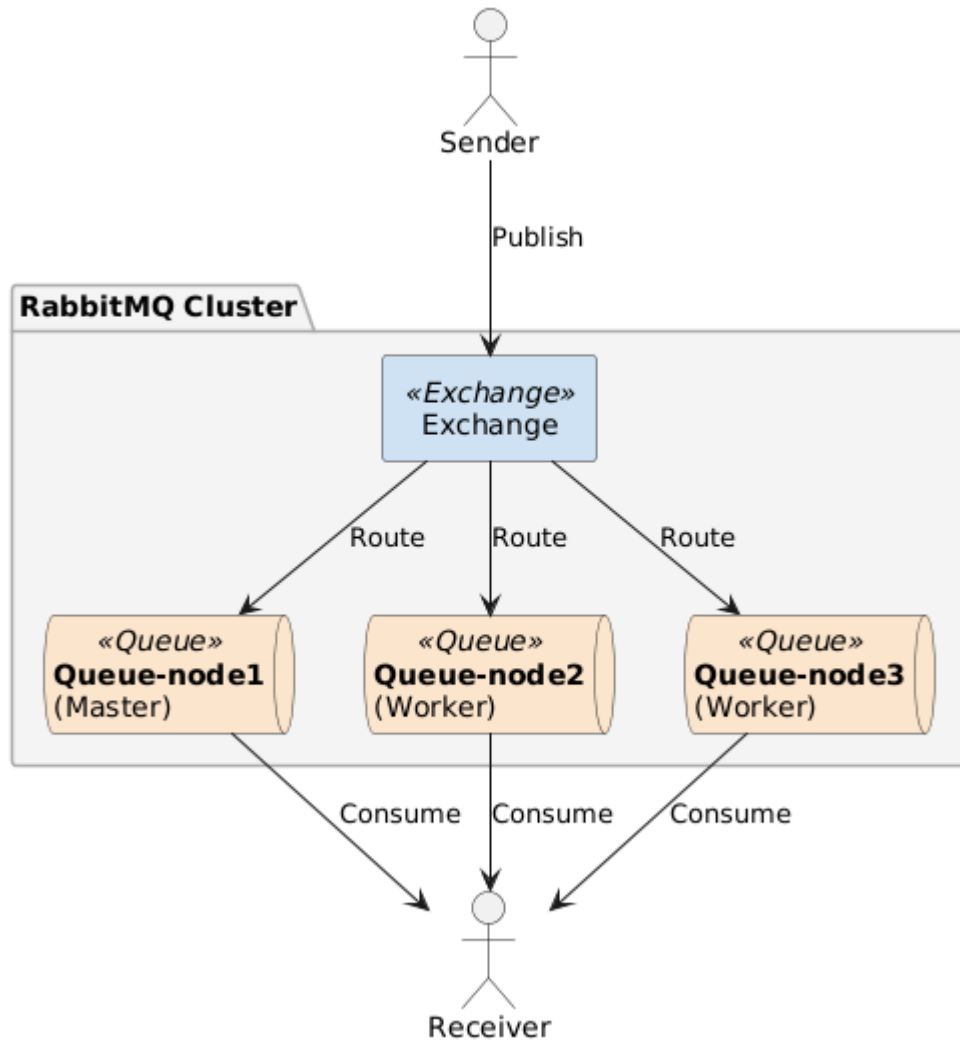 Sender
Publish
RabbitMQ Cluster
«Exchange»
Exchange
Route
Route
Route
«Queue»
Queue-node1
(Master)
«Queue»
Queue-node2
(Worker)
«Queue»
Queue-node3
(Worker)
Consume
Consume
Consume
Receiver